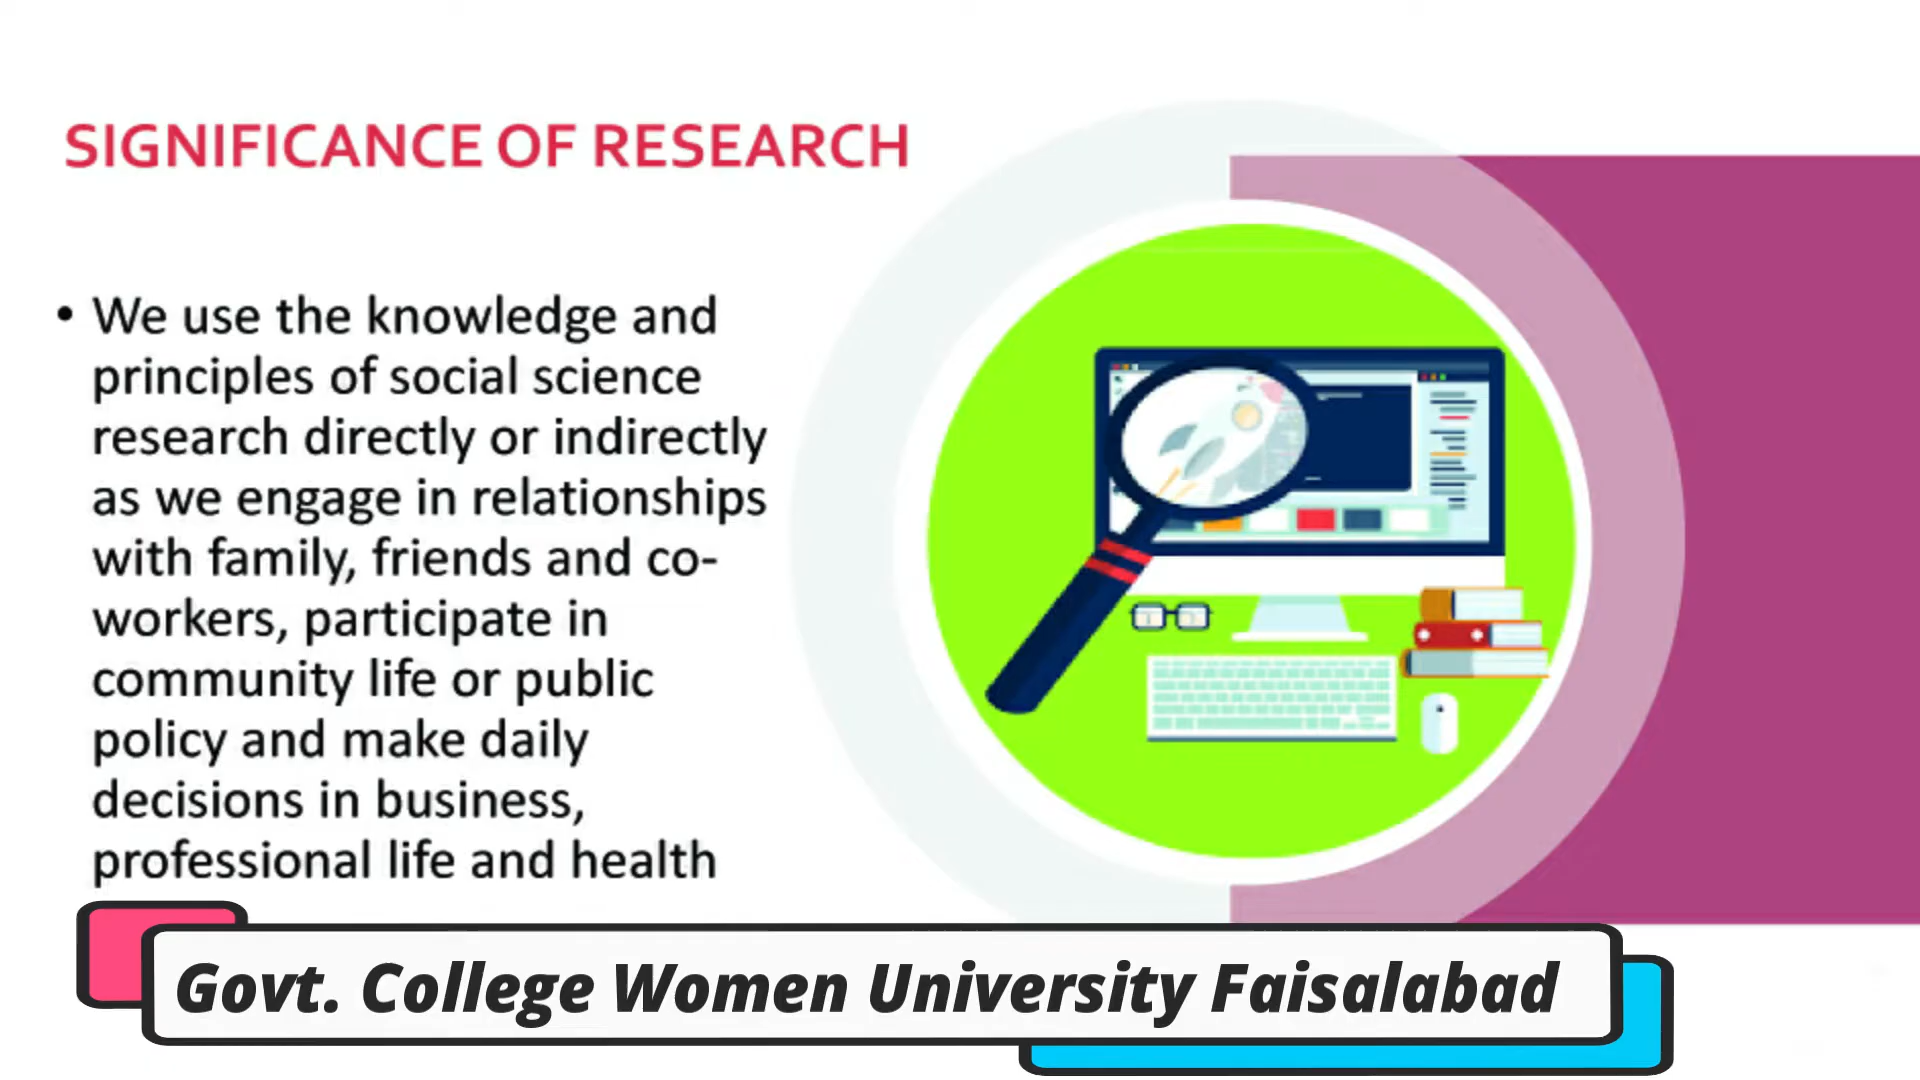 SIGNIFICANCE OF RESEARCH
• We use the knowledge and
principles of social science
research directly or indirectly
as we engage in relationships
with family, friends and co-
workers, participate in
community life or public
policy and make daily
decisions in business,
professional life and health
Govt. College Women University Faisalabad